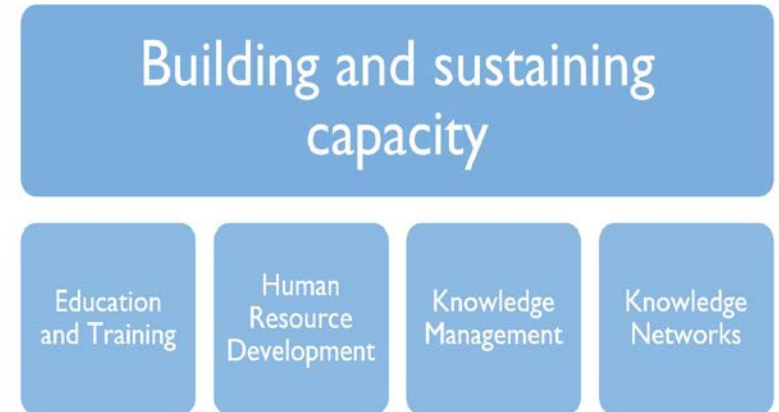 Building and sustaining
capacity
Education
and Training
Human
Resource
Development
Knowledge
Management
Knowledge
Networks